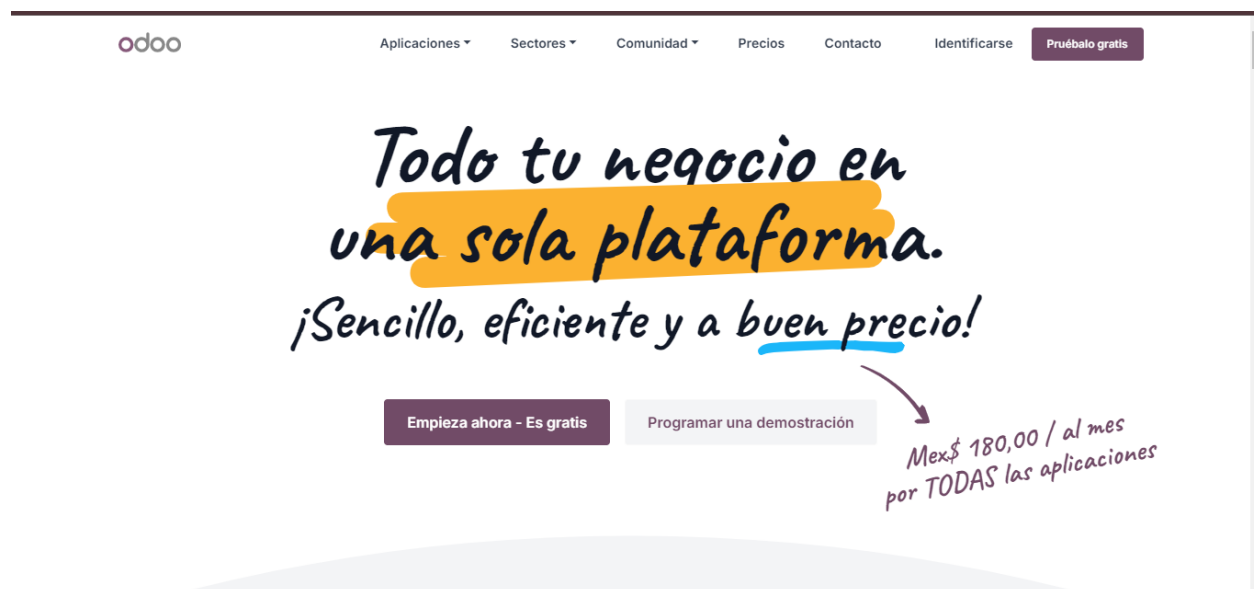 odoo
Aplicaciones
Sectores
Comunidad
Precios
Contacto
Identificarse
Pruébalo gratis
Todo tu negocio en
una sola plataforma.
¡Sencillo, eficiente y a buen precio!
Empieza ahora - Es gratis
Programar una demostración
Mex$ 180,00 / al mes
por TODAS las aplicaciones